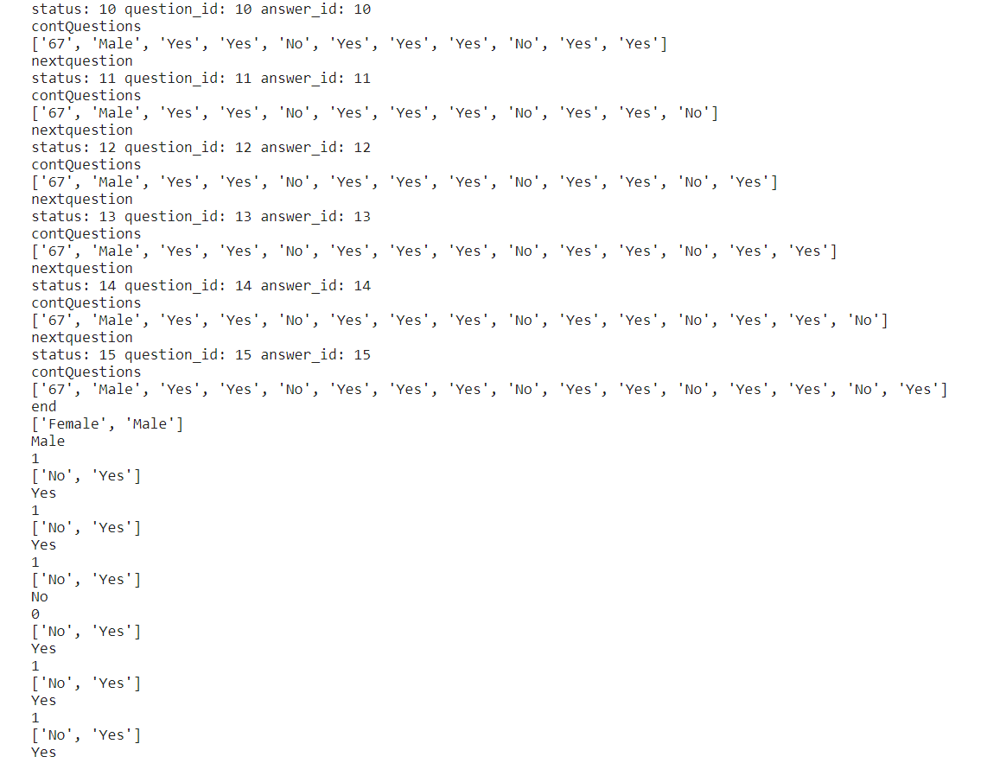 status: 10 question_id: 10 answer_id: 10
contQuestions
['67', 'Male', 'Yes', 'Yes', 'No', 'Yes', 'Yes', 'Yes', 'No', 'Yes', 'Yes']
nextquestion
status: 11 question_id: 11 answer_id: 11
contQuestions
['67', 'Male', 'Yes', 'Yes', 'No', 'Yes', 'Yes', 'Yes', 'No', 'Yes', 'Yes', 'No']
nextquestion
status: 12 question_id: 12 answer_id: 12
contQuestions
['67', 'Male', 'Yes', 'Yes', 'No', 'Yes', 'Yes', 'Yes', 'No', 'Yes', 'Yes', 'No', 'Yes']
nextquestion
status: 13 question_id: 13 answer_id: 13
contQuestions
['67', 'Male', 'Yes', 'Yes', 'No', 'Yes', 'Yes', 'Yes', 'No', 'Yes', 'Yes', 'No', 'Yes', 'Yes']
nextquestion
status: 14 question_id: 14 answer_id: 14
contQuestions
['67', 'Male', 'Yes', 'Yes', 'No', 'Yes', 'Yes', 'Yes', 'No', 'Yes', 'Yes', 'No', 'Yes', 'Yes', 'No']
nextquestion
status: 15 question_id: 15 answer_id: 15
contQuestions
['67', 'Male', 'Yes', 'Yes', 'No', 'Yes', 'Yes', 'Yes', 'No', 'Yes', 'Yes', 'No', 'Yes', 'Yes', 'No', 'Yes']
end
['Female', 'Male']
Male
1
['No', 'Yes']
Yes
1
['No', 'Yes']
Yes
1
['No', 'Yes']
No
0
['No', 'Yes']
Yes
1
['No', 'Yes']
Yes
1
['No', 'Yes']
Yes